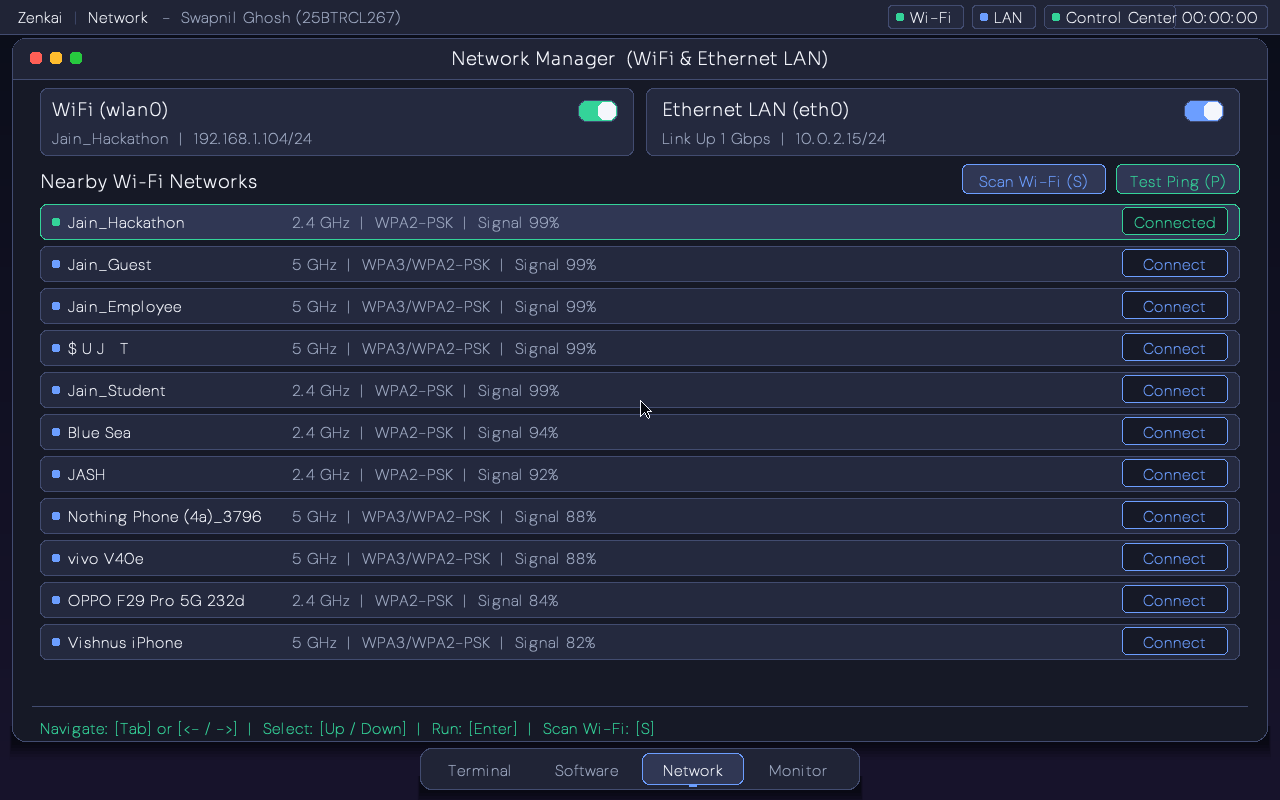 Zenkai | Network - Swapnil Ghosh (25BTRCL267) Wi-Fi LAN Control Center 00:00:00
Network Manager (WiFi & Ethernet LAN)
WiFi (wlan0)
Jain_Hackathon | 192.168.1.104/24
Ethernet LAN (eth0)
Link Up 1 Gbps | 10.0.2.15/24
Nearby Wi-Fi Networks Scan Wi-Fi (S) Test Ping (P)
Jain_Hackathon 2.4 GHz | WPA2-PSK | Signal 99% Connected
Jain_Guest 5 GHz | WPA3/WPA2-PSK | Signal 99% Connect
Jain_Employee 5 GHz | WPA3/WPA2-PSK | Signal 99% Connect
$ U J T 5 GHz | WPA3/WPA2-PSK | Signal 99% Connect
Jain_Student 2.4 GHz | WPA2-PSK | Signal 99% Connect
Blue Sea 2.4 GHz | WPA2-PSK | Signal 94% Connect
JASH 2.4 GHz | WPA2-PSK | Signal 92% Connect
Nothing Phone (4a)_3796 5 GHz | WPA3/WPA2-PSK | Signal 88% Connect
vivo V40e 5 GHz | WPA3/WPA2-PSK | Signal 88% Connect
OPPO F29 Pro 5G 232d 2.4 GHz | WPA2-PSK | Signal 84% Connect
Vishnus iPhone 5 GHz | WPA3/WPA2-PSK | Signal 82% Connect
Navigate: [Tab] or [<- / ->] | Select: [Up / Down] | Run: [Enter] | Scan Wi-Fi: [S]
Terminal Software Network Monitor